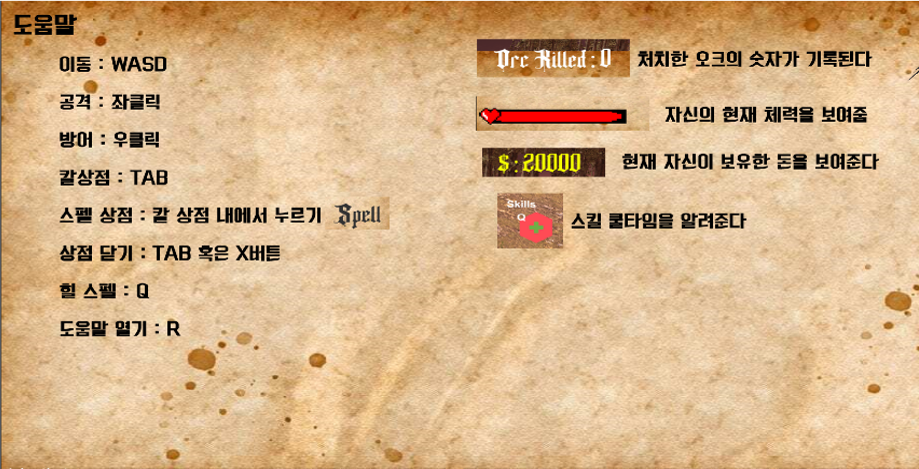 도움말
이동 : WASD
공격 : 좌클릭
방어 : 우클릭
칼상점 : TAB
스펠 상점 : 칼 상점 내에서 누르기 Spell
상점 닫기 : TAB 혹은 X버튼
힐 스펠 : Q
도움말 열기 : R
Orc Killed : 0 처치한 오크의 숫자가 기록된다
자신의 현재 체력을 보여줌
$ : 20000 현재 자신이 보유한 돈을 보여준다
Skills
Q
스킬 쿨타임을 알려준다